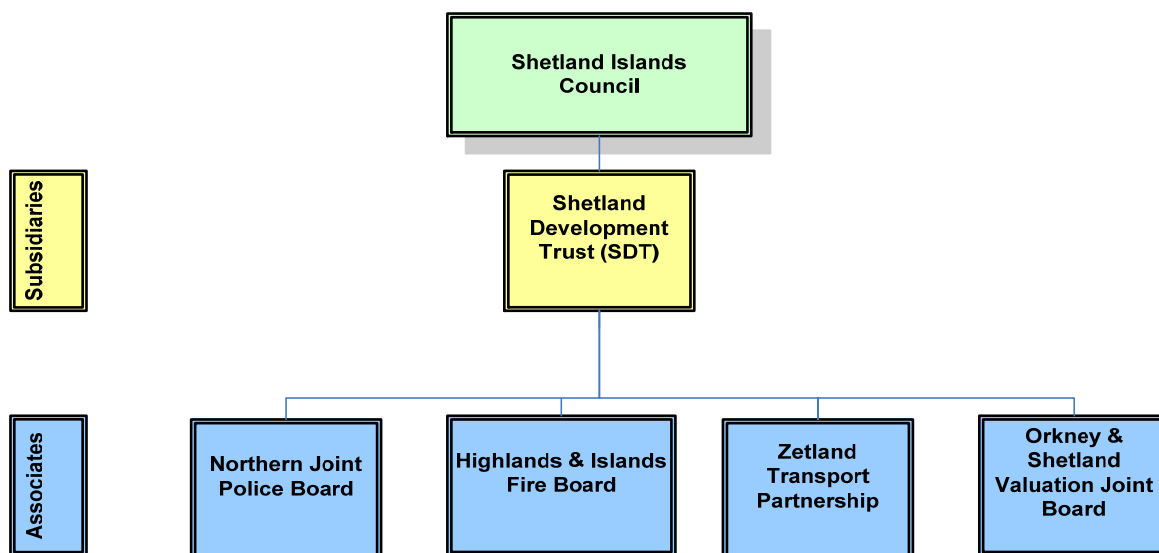 Shetland Islands
Council
Subsidiaries
Shetland
Development
Trust (SDT)
Associates
Northern Joint
Police Board
Highlands & Islands
Fire Board
Zetland
Transport
Partnership
Orkney &
Shetland
Valuation Joint
Board